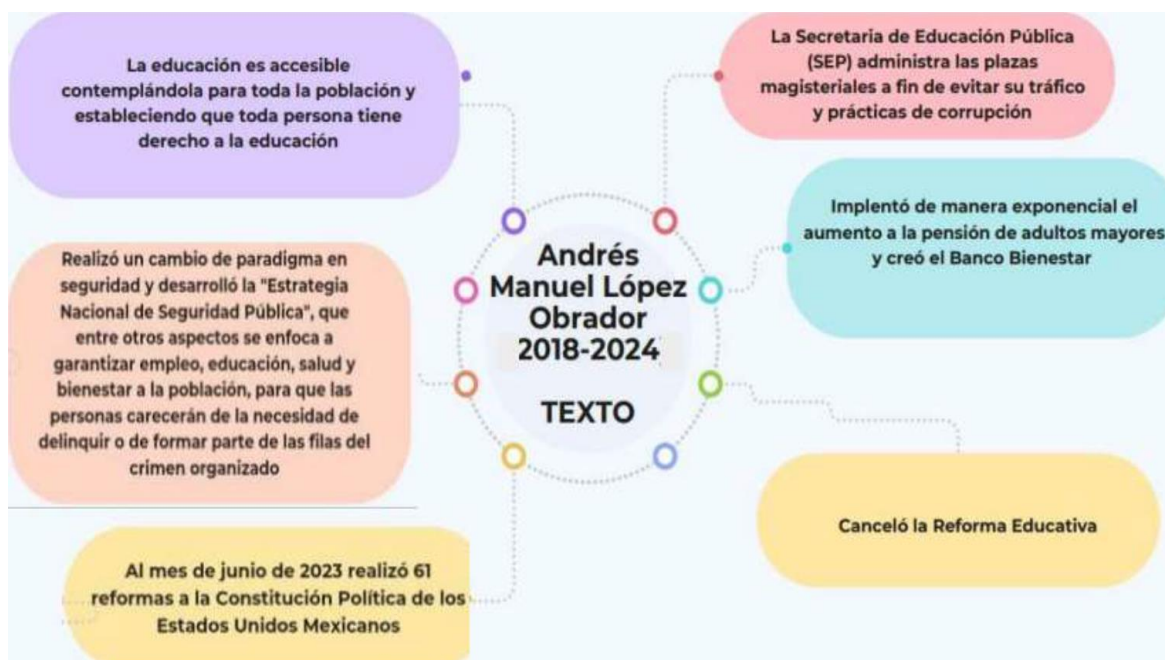 La educación es accesible
contemplándola para toda la población y
estableciendo que toda persona tiene
derecho a la educación
La Secretaria de Educación Pública
(SEP) administra las plazas
magisteriales a fin de evitar su tráfico
y prácticas de corrupción
Implentó de manera exponencial el
aumento a la pensión de adultos mayores
y creó el Banco Bienestar
Andrés
Manuel López
Obrador
2018-2024
TEXTO
Realizó un cambio de paradigma en
seguridad y desarrolló la "Estrategia
Nacional de Seguridad Pública", que
entre otros aspectos se enfoca a
garantizar empleo, educación, salud y
bienestar a la población, para que las
personas carecerán de la necesidad de
delinquir o de formar parte de las filas del
crimen organizado
Canceló la Reforma Educativa
Al mes de junio de 2023 realizó 61
reformas a la Constitución Política de los
Estados Unidos Mexicanos